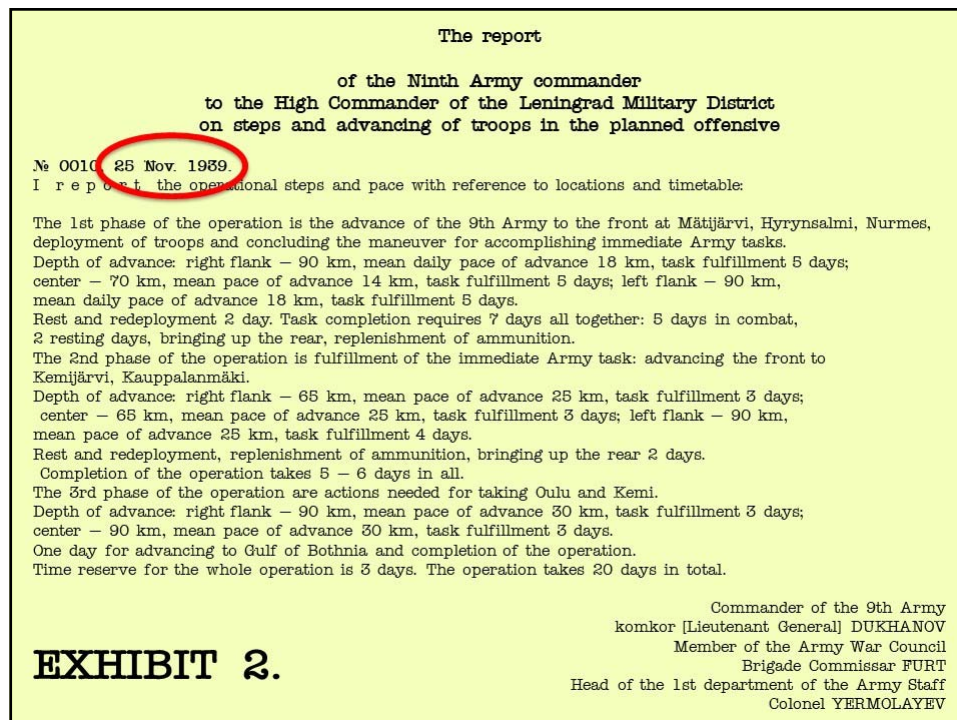 The report
of the Ninth Army commander
to the High Commander of the Leningrad Military District
on steps and advancing of troops in the planned offensive
№ 0010, 25 Nov. 1939.
I r e p o r t the operational steps and pace with reference to locations and timetable:
The 1st phase of the operation is the advance of the 9th Army to the front at Mätijärvi, Hyrynsalmi, Nurmes,
deployment of troops and concluding the maneuver for accomplishing immediate Army tasks.
Depth of advance: right flank – 90 km, mean daily pace of advance 18 km, task fulfillment 5 days;
center – 70 km, mean pace of advance 14 km, task fulfillment 5 days; left flank – 90 km,
mean daily pace of advance 18 km, task fulfillment 5 days.
Rest and redeployment 2 day. Task completion requires 7 days all together: 5 days in combat,
2 resting days, bringing up the rear, replenishment of ammunition.
The 2nd phase of the operation is fulfillment of the immediate Army task: advancing the front to
Kemijärvi, Kauppalanmäki.
Depth of advance: right flank – 65 km, mean pace of advance 25 km, task fulfillment 3 days;
center – 65 km, mean pace of advance 25 km, task fulfillment 3 days; left flank – 90 km,
mean pace of advance 25 km, task fulfillment 4 days.
Rest and redeployment, replenishment of ammunition, bringing up the rear 2 days.
Completion of the operation takes 5 – 6 days in all.
The 3rd phase of the operation are actions needed for taking Oulu and Kemi.
Depth of advance: right flank – 90 km, mean pace of advance 30 km, task fulfillment 3 days;
center – 90 km, mean pace of advance 30 km, task fulfillment 3 days.
One day for advancing to Gulf of Bothnia and completion of the operation.
Time reserve for the whole operation is 3 days. The operation takes 20 days in total.
Commander of the 9th Army
komkor [Lieutenant General] DUKHANOV
Member of the Army War Council
Brigade Commissar FURT
Head of the 1st department of the Army Staff
Colonel YERMOLAYEV
EXHIBIT 2.